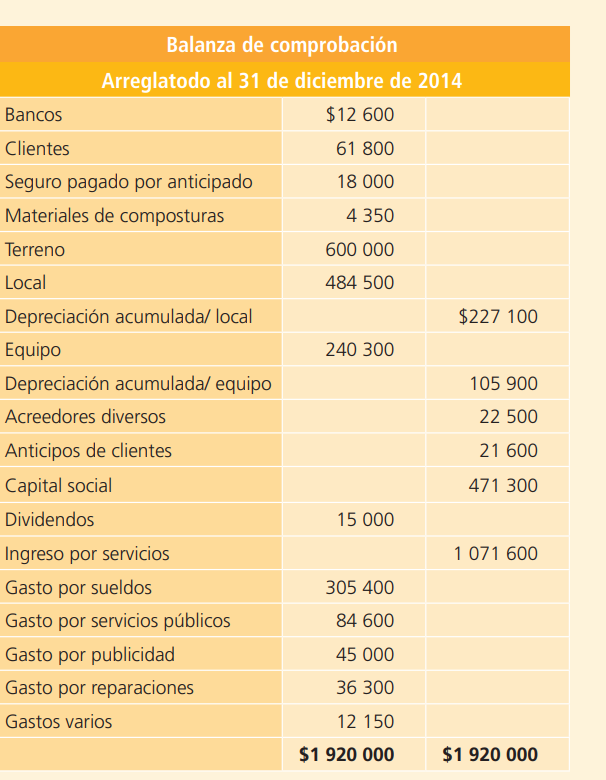 Balanza de comprobación
Arreglatodo al 31 de diciembre de 2014
Bancos $12 600
Clientes 61 800
Seguro pagado por anticipado 18 000
Materiales de composturas 4 350
Terreno 600 000
Local 484 500
Depreciación acumulada/ local $227 100
Equipo 240 300
Depreciación acumulada/ equipo 105 900
Acreedores diversos 22 500
Anticipos de clientes 21 600
Capital social 471 300
Dividendos 15 000
Ingreso por servicios 1 071 600
Gasto por sueldos 305 400
Gasto por servicios públicos 84 600
Gasto por publicidad 45 000
Gasto por reparaciones 36 300
Gastos varios 12 150
$1 920 000 $1 920 000